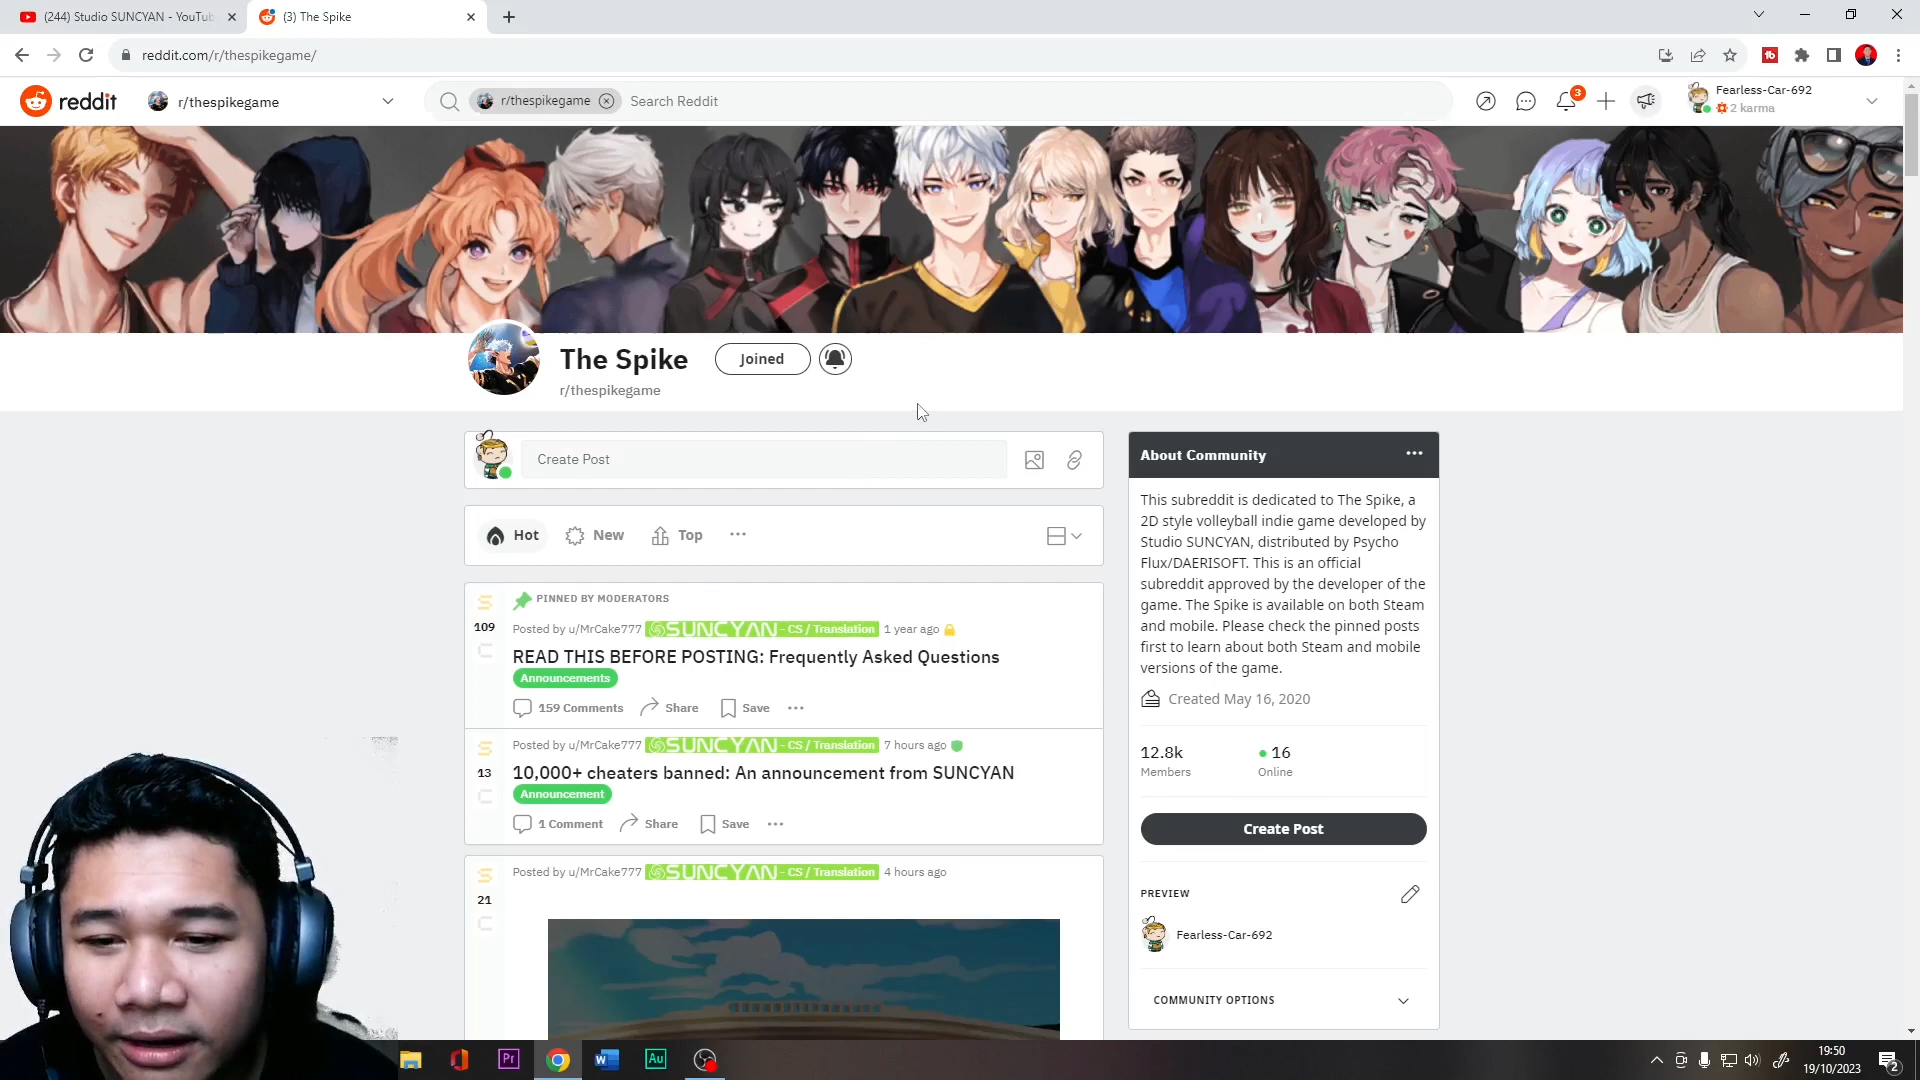 (244) Studio SUNCYAN - YouTub
(3) The Spike
reddit.com/r/thespikegame/
reddit
r/thespikegame
r/thespikegame
Search Reddit
3
Fearless-Car-692
2 karma
The Spike
Joined
r/thespikegame
Create Post
Hot
New
Top
PINNED BY MODERATORS
109
Posted by u/MrCake777 SUNCYAN - CS / Translation 1 year ago
READ THIS BEFORE POSTING: Frequently Asked Questions
Announcements
159 Comments Share Save
Posted by u/MrCake777 SUNCYAN - CS / Translation 7 hours ago
13
10,000+ cheaters banned: An announcement from SUNCYAN
Announcement
1 Comment Share Save
Posted by u/MrCake777 SUNCYAN - CS / Translation 4 hours ago
21
About Community
This subreddit is dedicated to The Spike, a
2D style volleyball indie game developed by
Studio SUNCYAN, distributed by Psycho
Flux/DAERISOFT. This is an official
subreddit approved by the developer of the
game. The Spike is available on both Steam
and mobile. Please check the pinned posts
first to learn about both Steam and mobile
versions of the game.
Created May 16, 2020
12.8k
16
Members
Online
Create Post
PREVIEW
Fearless-Car-692
COMMUNITY OPTIONS
Pr
W
Au
19:50
19/10/2023
2